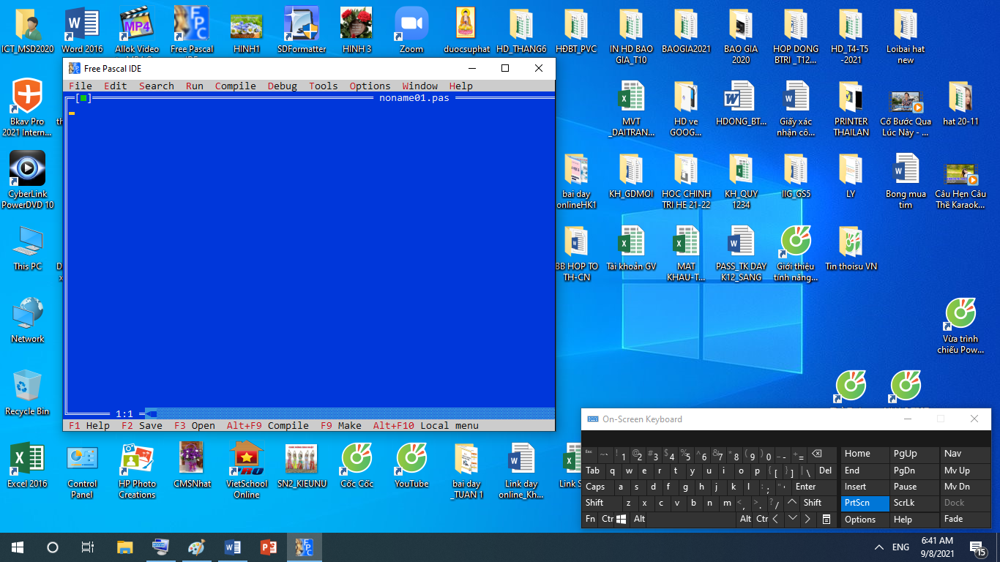 ICT_MSD2020
Word 2016
Allok Video
Free Pascal
HINH1
SDFormatter
HINH 3
Zoom
duocsuphat
HD_THANG6
HĐBT_PVC
IN HD BAO
GIA_T10
BAOGIA2021
BAO GIA
2020
HOP DONG
BTRI _T12...
HD_T4-T5
-2021
Loibai hat
new
Free Pascal IDE
File Edit Search Run Compile Debug Tools Options Window Help
noname01.pas
1:1
F1 Help F2 Save F3 Open Alt+F9 Compile F9 Make Alt+F10 Local menu
Bkav Pro
2021 Intern...
MVT
_DAITRAN...
HD ve
GOOG...
HDONG_BT...
Giấy xác
nhận cô...
PRINTER
THAILAN
Cố Bước Qua
Lúc Này - ...
hat 20-11
CyberLink
PowerDVD 10
bai day
onlineHK1
KH_GDMOI
HOC CHINH
TRI HE 21-22
KH_QUY
1234
IIG_GS5
LY
Bong mua
tim
Câu Hẹn Câu
Thề Karaok...
This PC
BB HOP TO
TH-CN
Tài khoản GV
MAT
KHAU-T...
PASS_TK DAY
K12_SANG
Giới thiệu
tính năng...
Tin thoisu VN
Network
Vừa trình
chiếu Pow...
Recycle Bin
Excel 2016
Control
Panel
HP Photo
Creations
CMSNhat
VietSchool
Online
SN2_KIEUNU
Cốc Cốc
YouTube
bai day
_TUAN 1
Link day
online_Kh...
Link S
On-Screen Keyboard
Esc ~ ` ! 1 @ 2 # 3 $ 4 % 5 ^ 6 & 7 * 8 ( 9 ) 0 _ - + = Home PgUp Nav
Tab q w e r t y u i o p { [ } ] | \ Del End PgDn Mv Up
Caps a s d f g h j k l : ; " ' Enter Insert Pause Mv Dn
Shift z x c v b n m < , > . ? / Shift PrtScn ScrLk Dock
Fn Ctr Alt Alt Ctr Options Help Fade
ENG
6:41 AM
9/8/2021
15